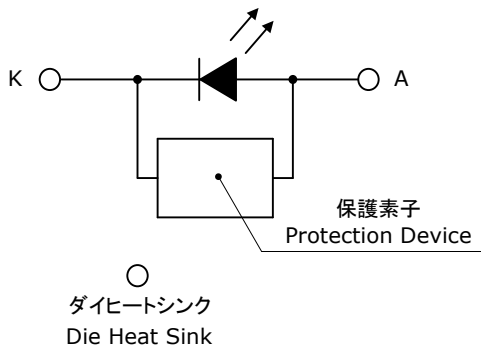 K
A
保護素子
Protection Device
ダイヒートシンク
Die Heat Sink